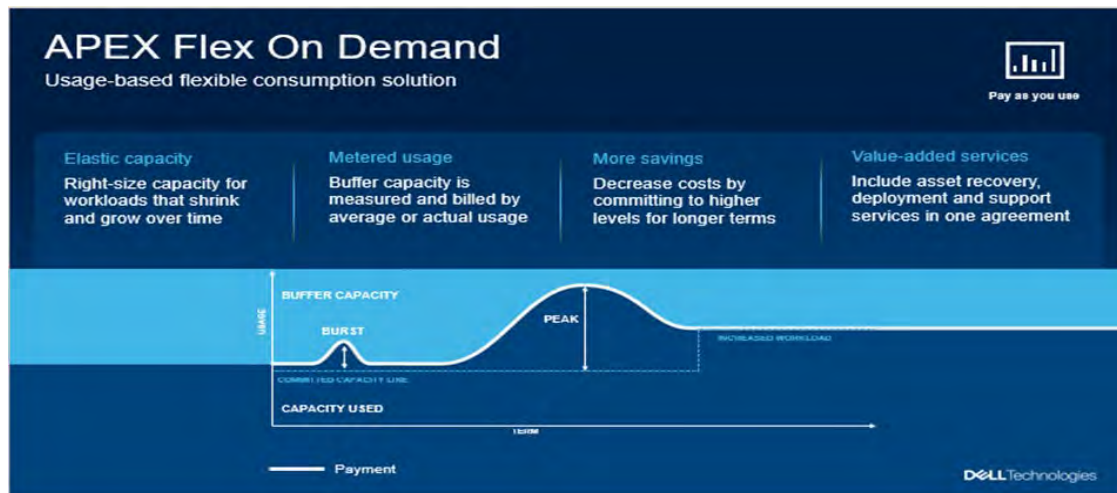 APEX Flex On Demand
Usage-based flexible consumption solution
Pay as you use
Elastic capacity
Right-size capacity for
workloads that shrink
and grow over time
Metered usage
Buffer capacity is
measured and billed by
average or actual usage
More savings
Decrease costs by
committing to higher
levels for longer terms
Value-added services
Include asset recovery,
deployment and support
services in one agreement
BUFFER CAPACITY
USAGE
BURST
PEAK
INCREASED WORKLOAD
COMMITTED CAPACITY LINE
CAPACITY USED
TERM
Payment
DELL Technologies